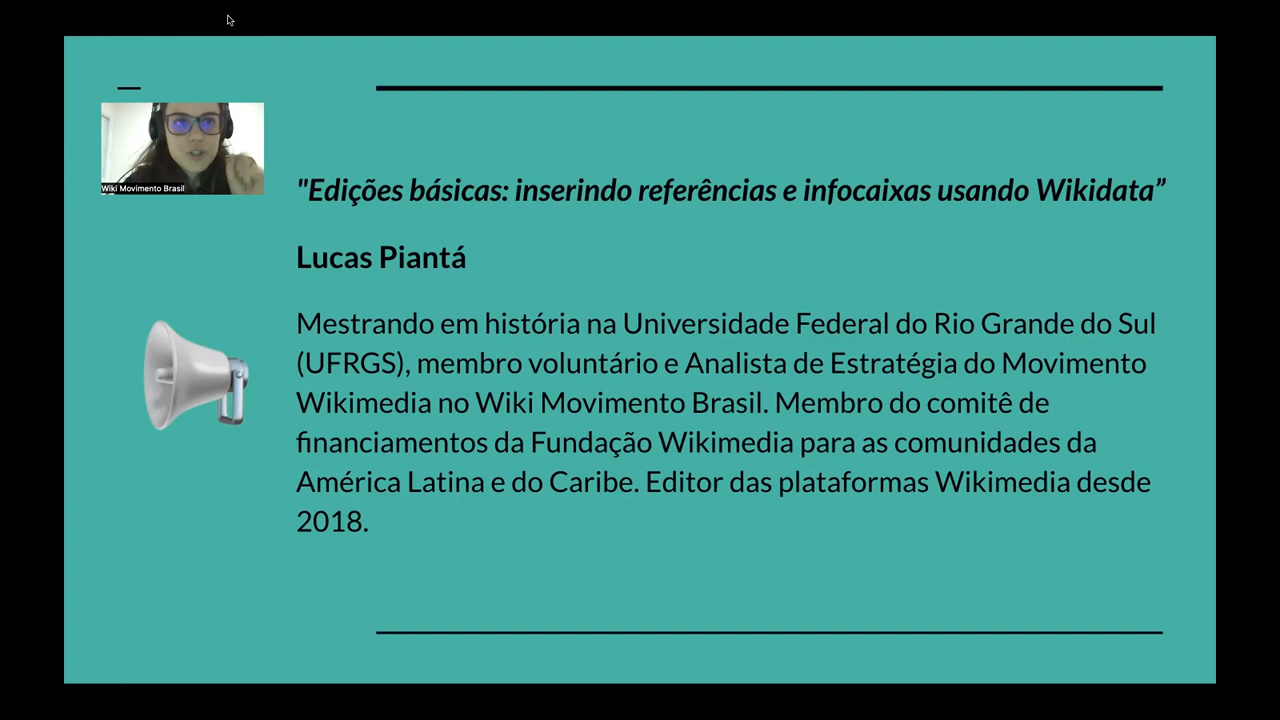 Wiki Movimento Brasil
"Edições básicas: inserindo referências e infocaixas usando Wikidata”
Lucas Piantá
Mestrando em história na Universidade Federal do Rio Grande do Sul
(UFRGS), membro voluntário e Analista de Estratégia do Movimento
Wikimedia no Wiki Movimento Brasil. Membro do comitê de
financiamentos da Fundação Wikimedia para as comunidades da
América Latina e do Caribe. Editor das plataformas Wikimedia desde
2018.